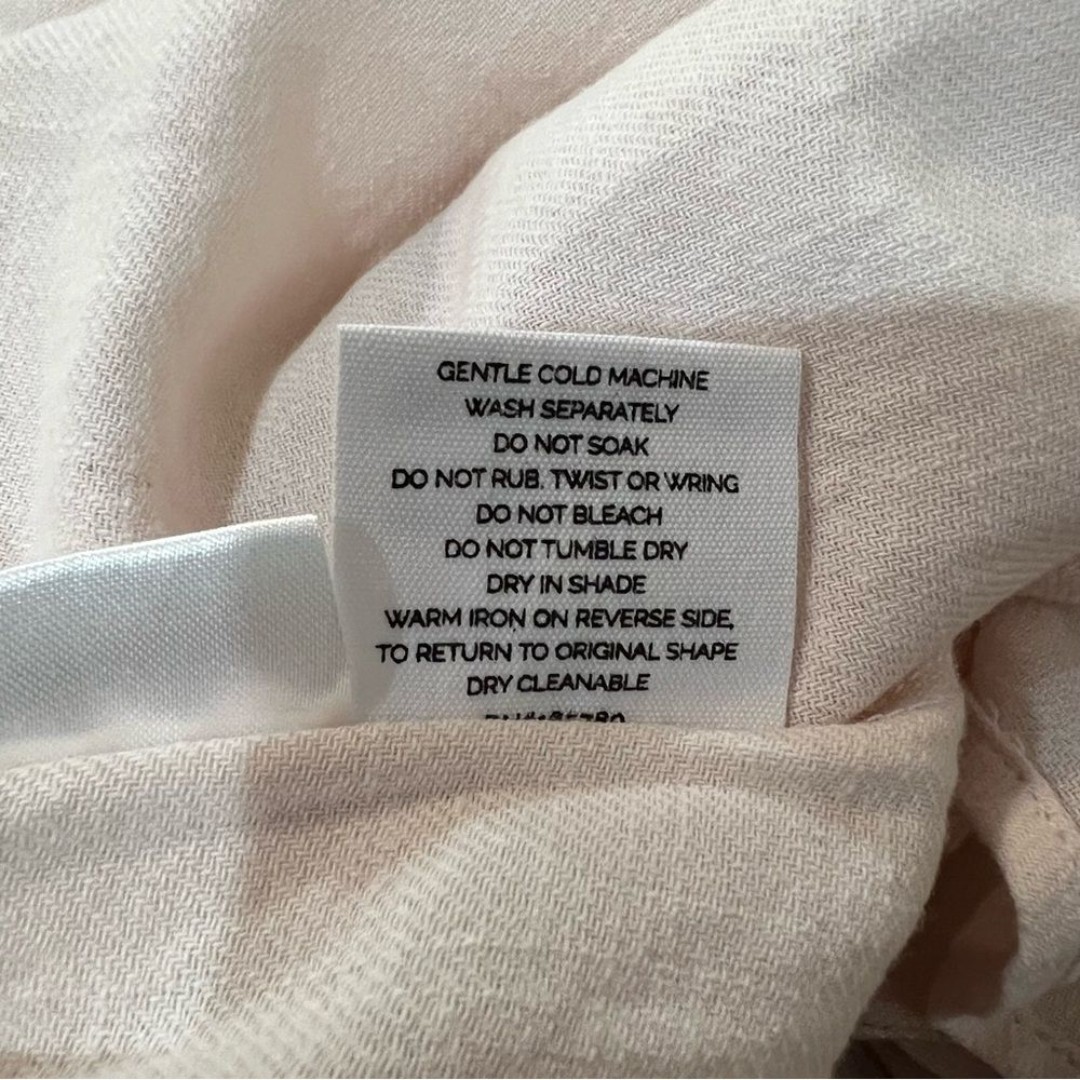 GENTLE COLD MACHINE
WASH SEPARATELY
DO NOT SOAK
DO NOT RUB, TWIST OR WRING
DO NOT BLEACH
DO NOT TUMBLE DRY
DRY IN SHADE
WARM IRON ON REVERSE SIDE,
TO RETURN TO ORIGINAL SHAPE
DRY CLEANABLE